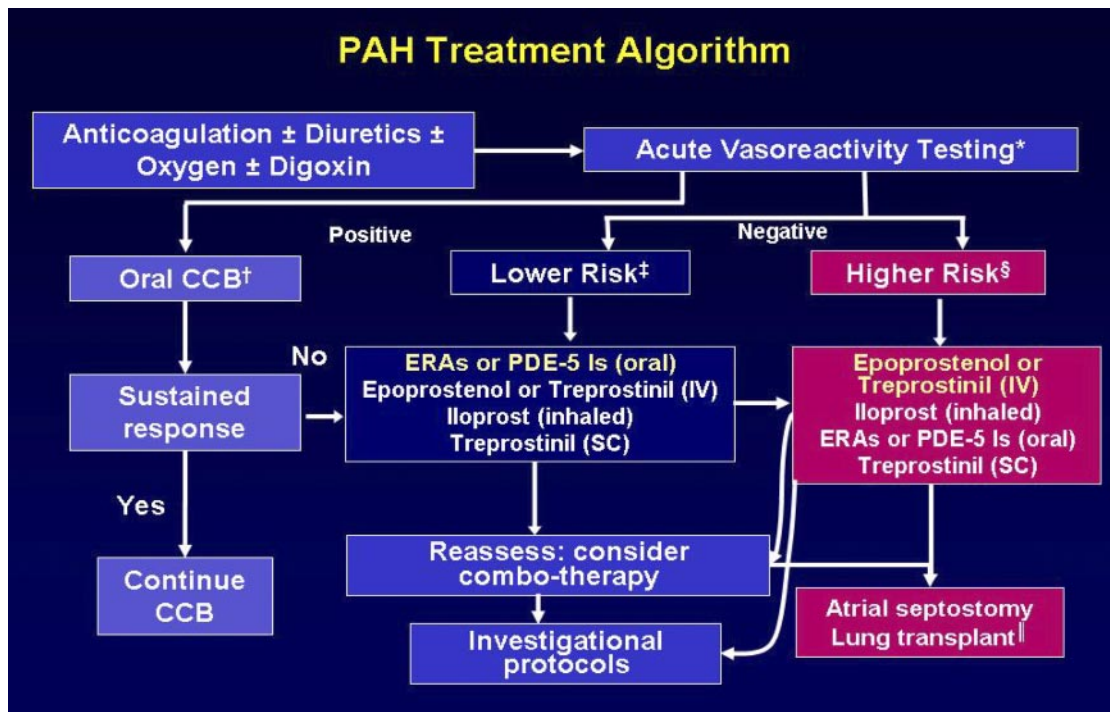 PAH Treatment Algorithm
Anticoagulation ± Diuretics ±
Oxygen ± Digoxin
Acute Vasoreactivity Testing*
Positive
Negative
Oral CCB†
Lower Risk‡
Higher Risk§
No
Sustained
response
ERAs or PDE-5 Is (oral)
Epoprostenol or Treprostinil (IV)
Iloprost (inhaled)
Treprostinil (SC)
Epoprostenol or
Treprostinil (IV)
Iloprost (inhaled)
ERAs or PDE-5 Is (oral)
Treprostinil (SC)
Yes
Continue
CCB
Reassess: consider
combo-therapy
Atrial septostomy
Lung transplant‖
Investigational
protocols